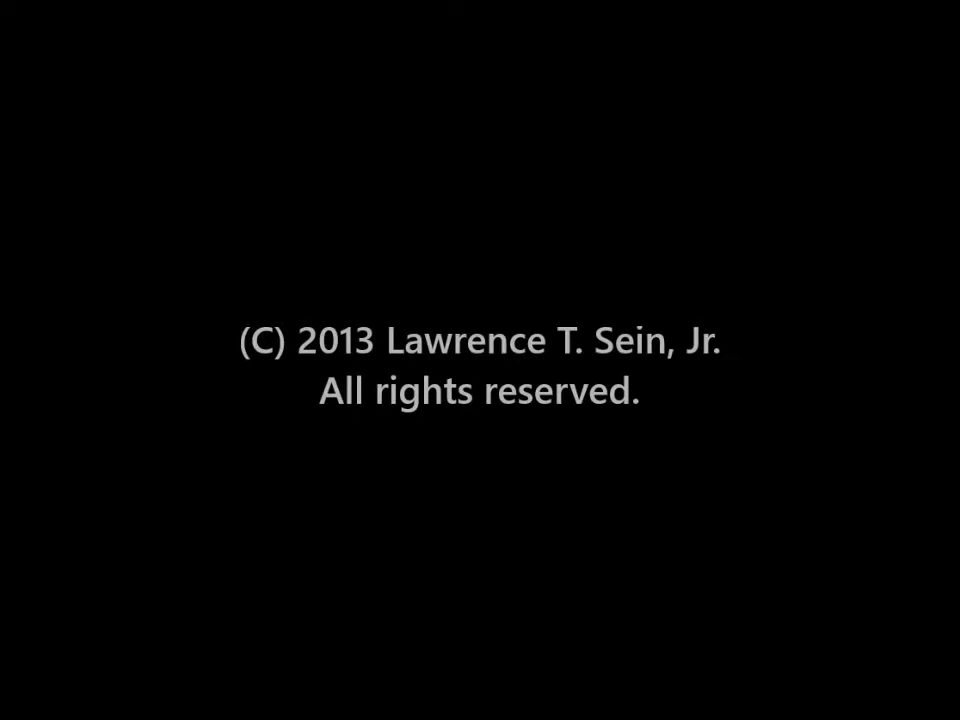 (C) 2013 Lawrence T. Sein, Jr.
All rights reserved.